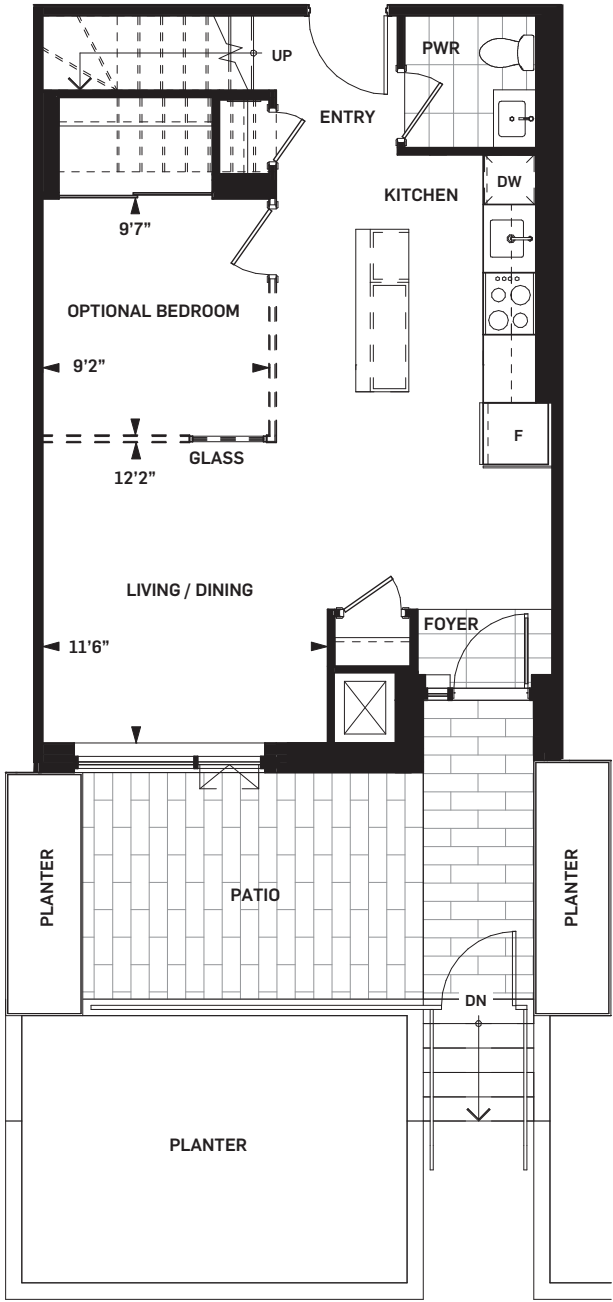 PWR
UP
ENTRY
KITCHEN
DW
9'7”
OPTIONAL BEDROOM
9'2”
F
GLASS
12'2”
LIVING / DINING
FOYER
11'6”
PLANTER
PATIO
PLANTER
DN
PLANTER